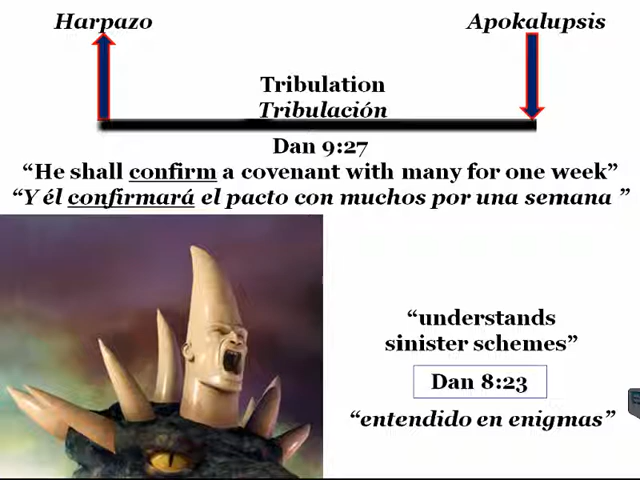 Harpazo
Apokalupsis
Tribulation
Tribulación
Dan 9:27
“He shall confirm a covenant with many for one week”
“Y él confirmará el pacto con muchos por una semana ”
“understands
sinister schemes”
Dan 8:23
“entendido en enigmas”